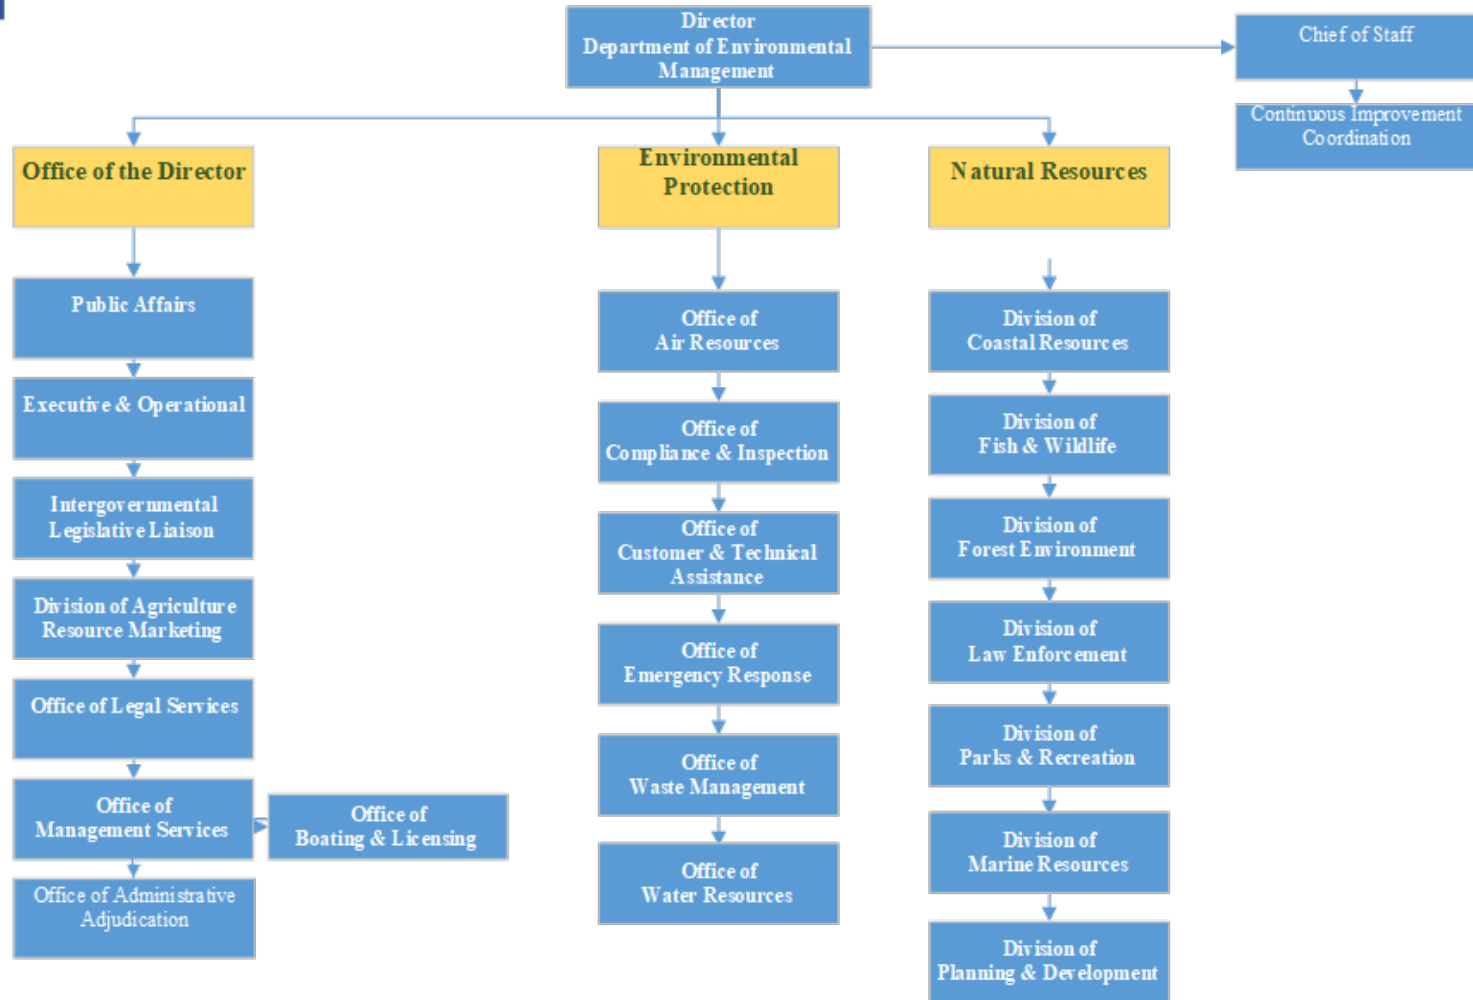 Director
Department of Environmental
Management
Chief of Staff
Continuous Improvement
Coordination
Office of the Director
Public Affairs
Executive & Operational
Intergovernmental
Legislative Liaison
Division of Agriculture
Resource Marketing
Office of Legal Services
Office of
Management Services
Office of
Boating & Licensing
Office of Administrative
Adjudication
Environmental
Protection
Office of
Air Resources
Office of
Compliance & Inspection
Office of
Customer & Technical
Assistance
Office of
Emergency Response
Office of
Waste Management
Office of
Water Resources
Natural Resources
Division of
Coastal Resources
Division of
Fish & Wildlife
Division of
Forest Environment
Division of
Law Enforcement
Division of
Parks & Recreation
Division of
Marine Resources
Division of
Planning & Development